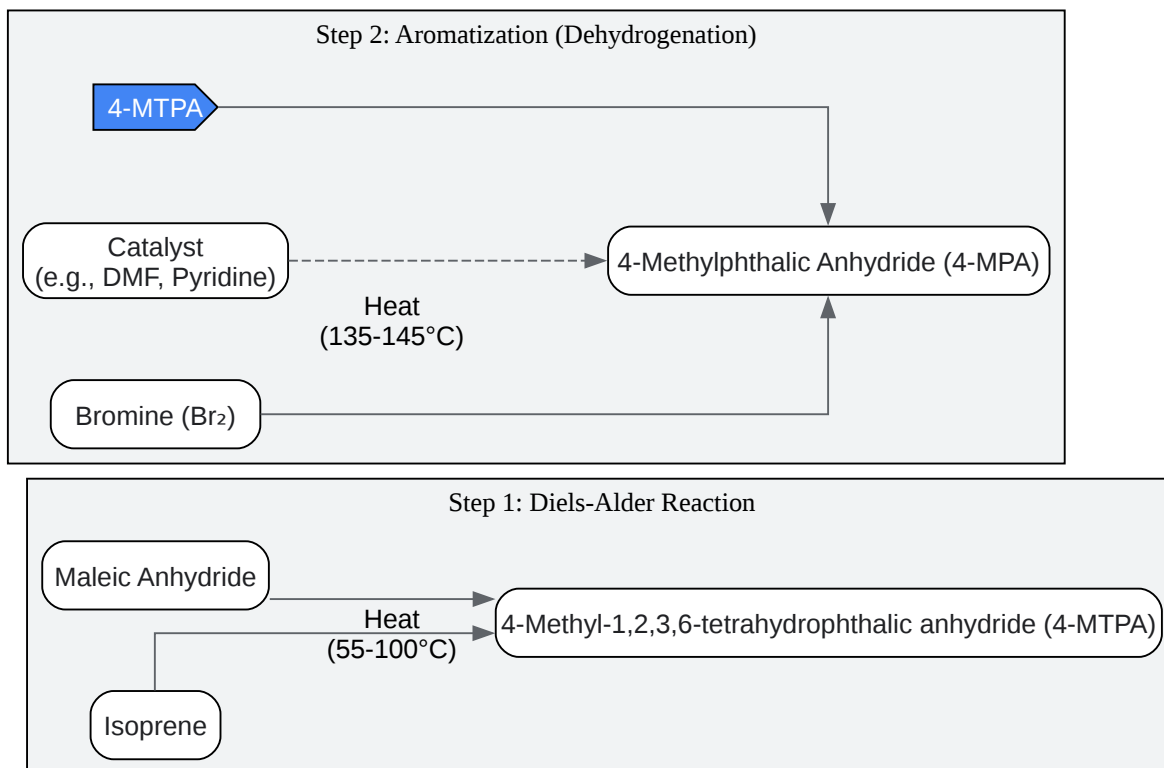 Step 2: Aromatization (Dehydrogenation)
4-MTPA
Catalyst
(e.g., DMF, Pyridine)
4-Methylphthalic Anhydride (4-MPA)
Heat
(135-145°C)
Bromine (Br₂)
Step 1: Diels-Alder Reaction
Maleic Anhydride
Heat
(55-100°C)
4-Methyl-1,2,3,6-tetrahydrophthalic anhydride (4-MTPA)
Isoprene